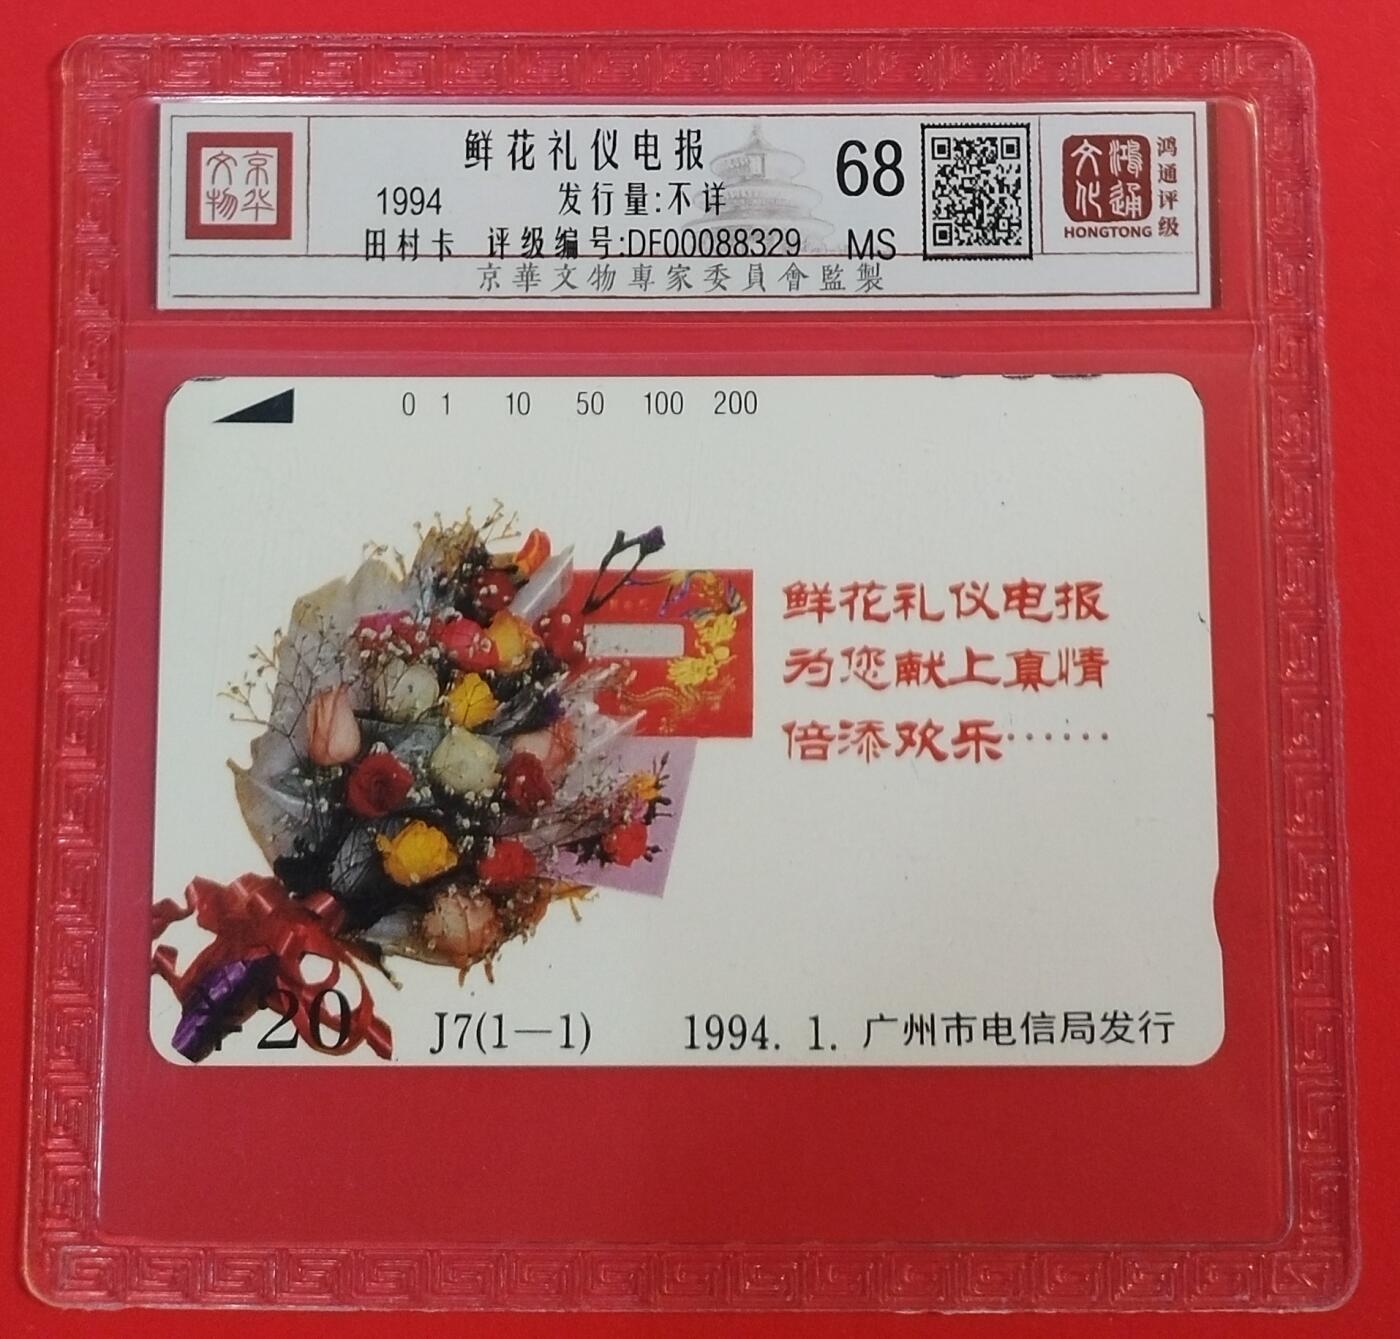 京华文物
鲜花礼仪电报
1994 发行量:不详
田村卡 评级编号:DF00088329
68
MS
京華文物專家委員會監製
鸿通文化
HONGTONG
鸿通评级
0 1 10 50 100 200
鲜花礼仪电报
为您献上真情
倍添欢乐······
20 J7(1—1) 1994. 1. 广州市电信局发行